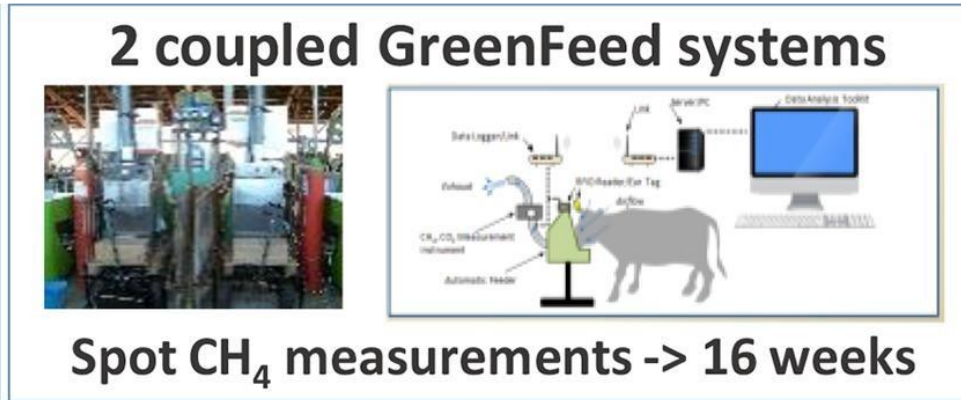 2 coupled GreenFeed systems
Server/PC
Data Analysis Toolkit
Link
Data Logger/Link
RFID Reader/Ear Tag
Exhaust
Airflow
CH₄, CO₂ Measurement
Instrument
Automatic Feeder
Spot CH₄ measurements -> 16 weeks